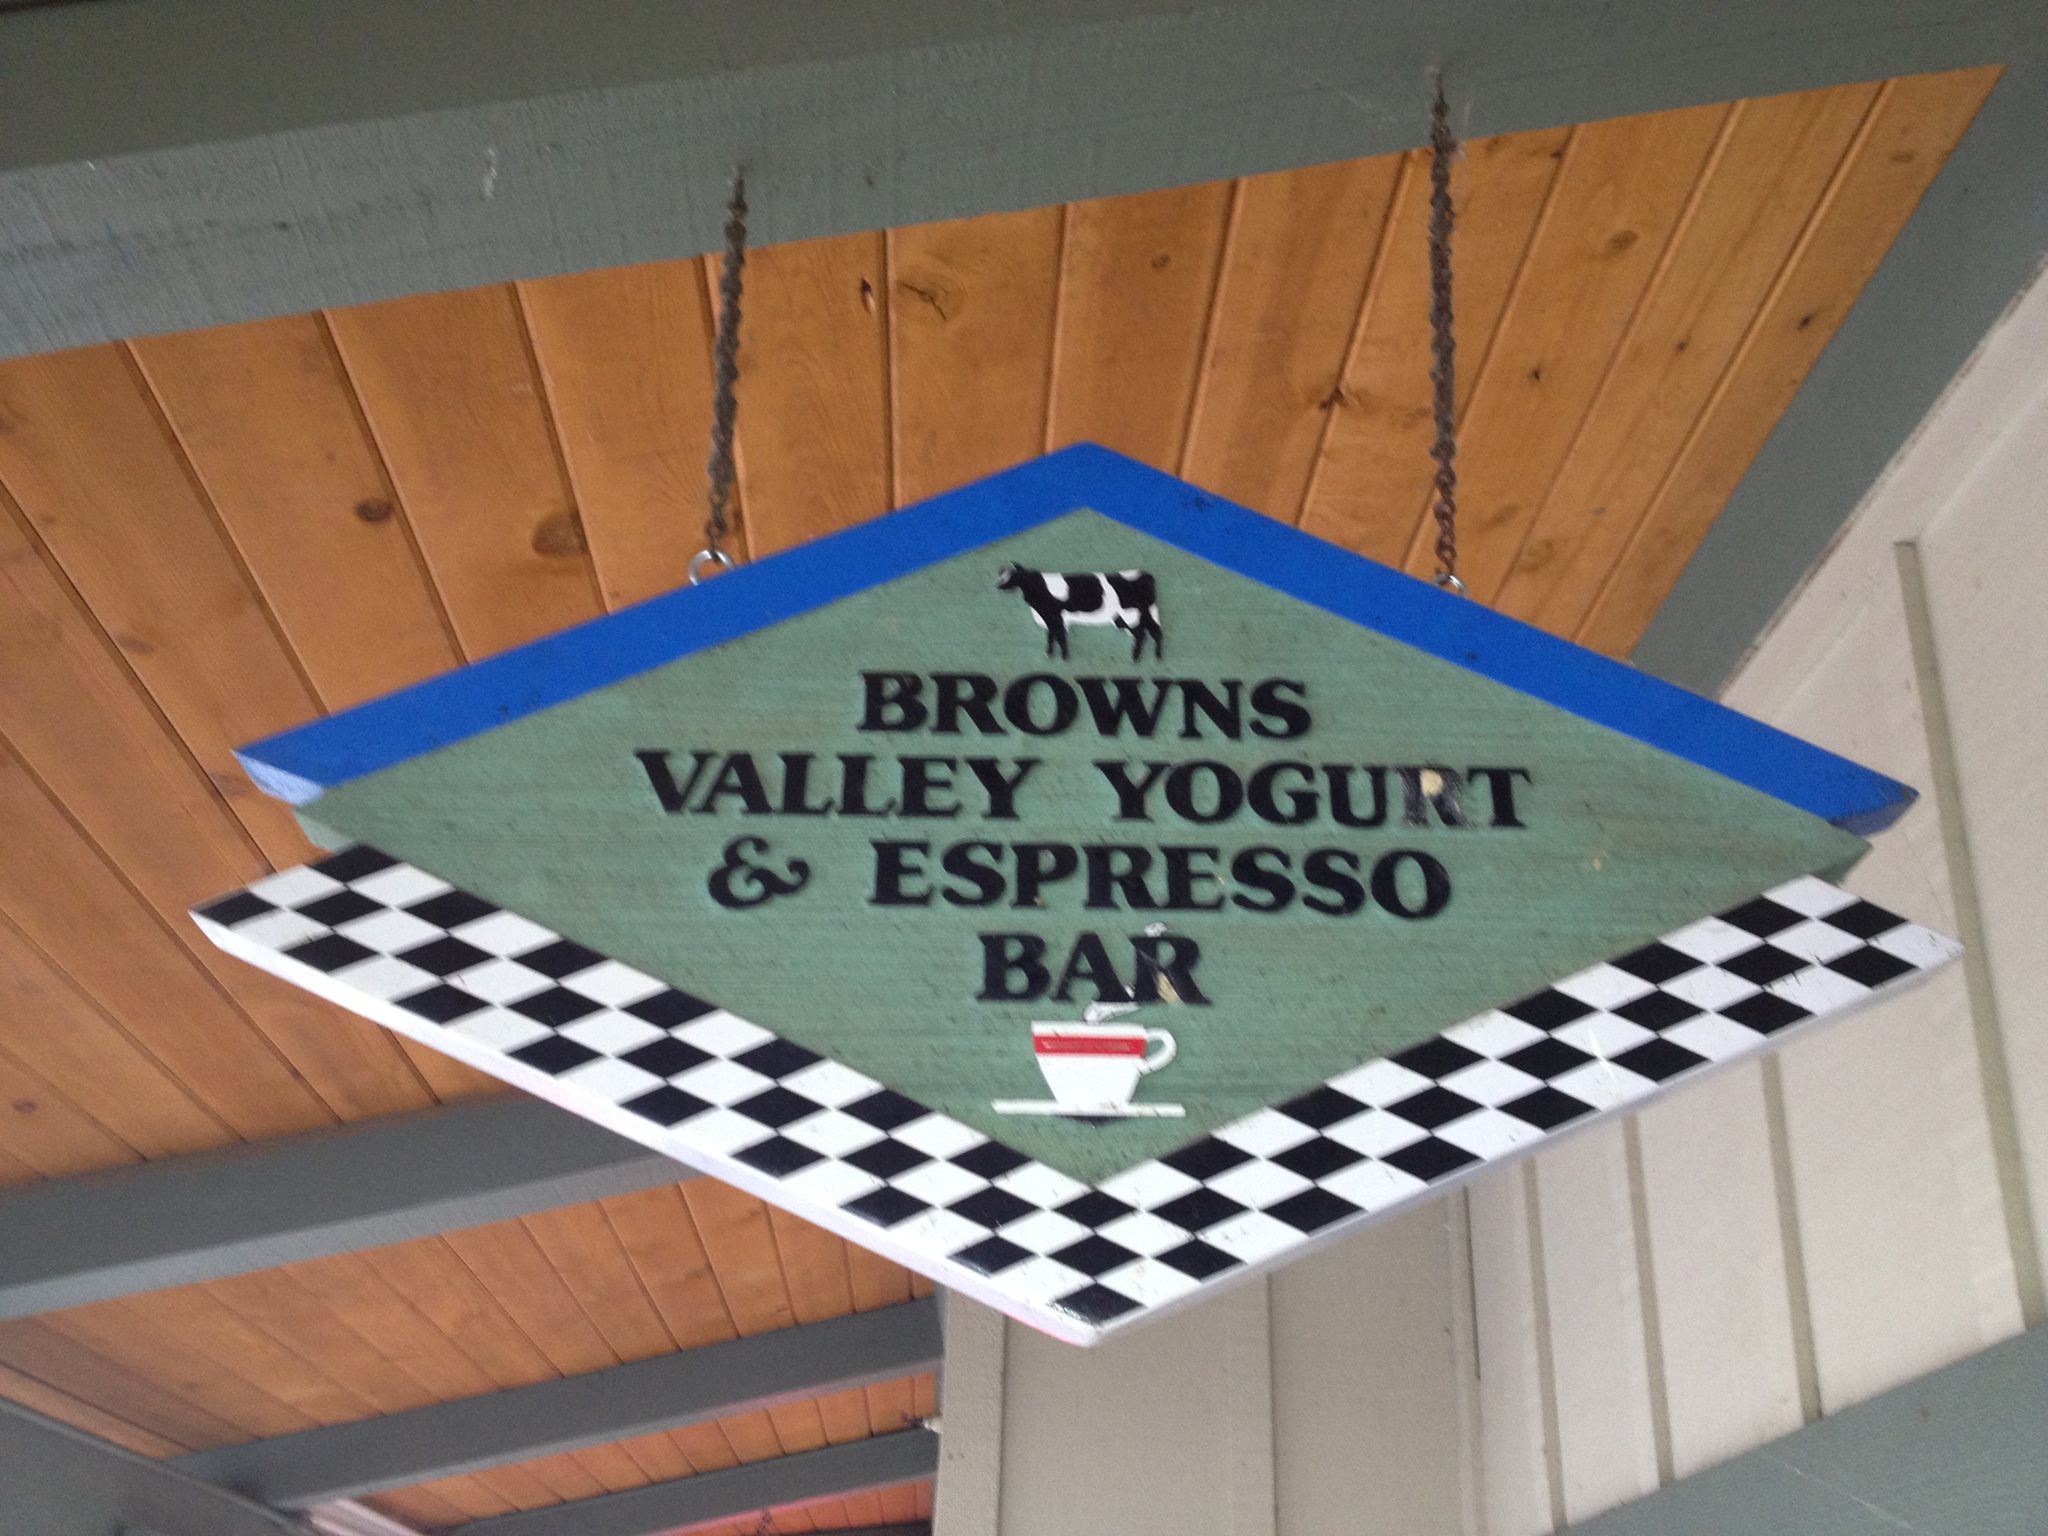 BROWNS
VALLEY YOGURT
& ESPRESSO
BAR